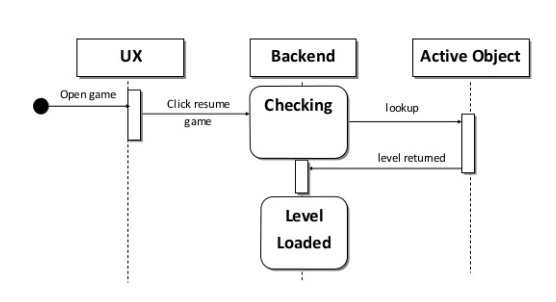 UX
Backend
Active Object
Open game
Click resume
game
Checking
lookup
level returned
Level
Loaded